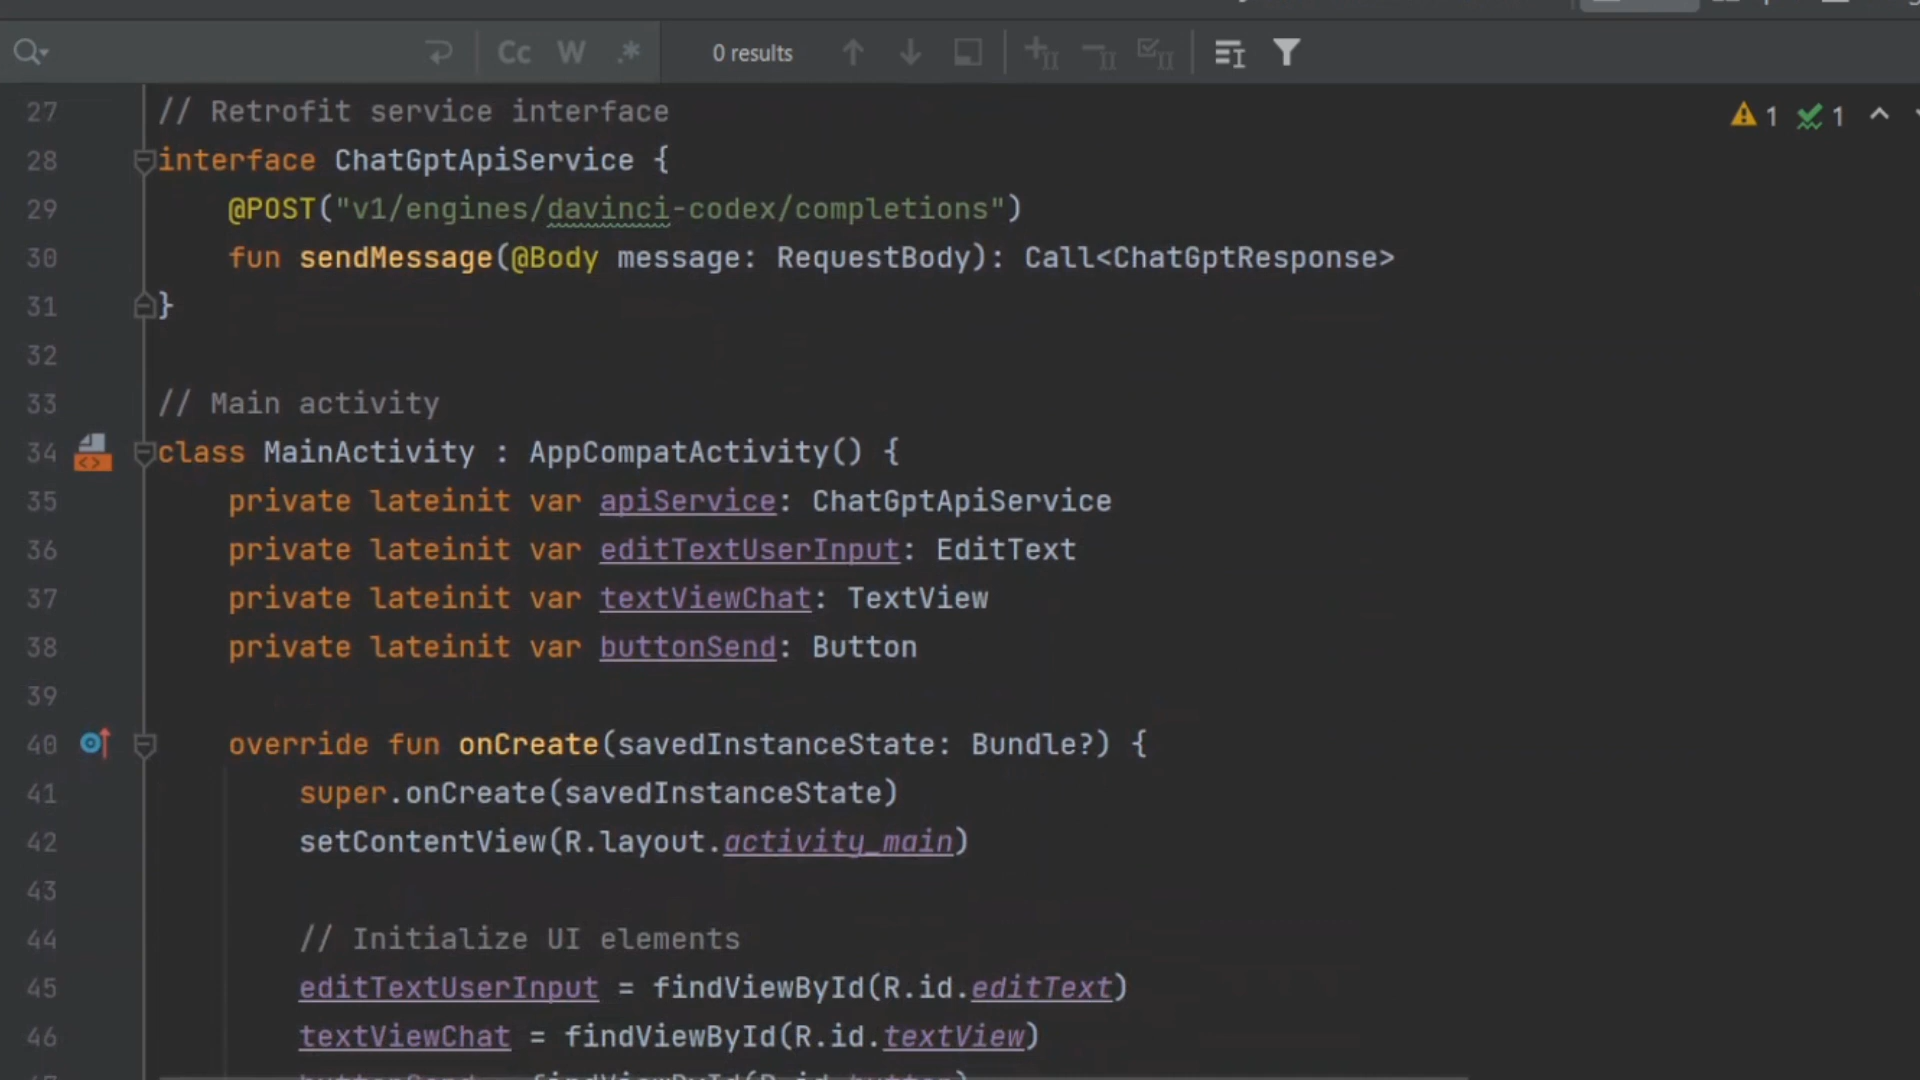 Cc W .* 0 results
27 // Retrofit service interface
1 1
28 interface ChatGptApiService {
29 @POST("v1/engines/davinci-codex/completions")
30 fun sendMessage(@Body message: RequestBody): Call<ChatGptResponse>
31 }
32
33 // Main activity
34 class MainActivity : AppCompatActivity() {
35 private lateinit var apiService: ChatGptApiService
36 private lateinit var editTextUserInput: EditText
37 private lateinit var textViewChat: TextView
38 private lateinit var buttonSend: Button
39
40 override fun onCreate(savedInstanceState: Bundle?) {
41 super.onCreate(savedInstanceState)
42 setContentView(R.layout.activity_main)
43
44 // Initialize UI elements
45 editTextUserInput = findViewById(R.id.editText)
46 textViewChat = findViewById(R.id.textView)